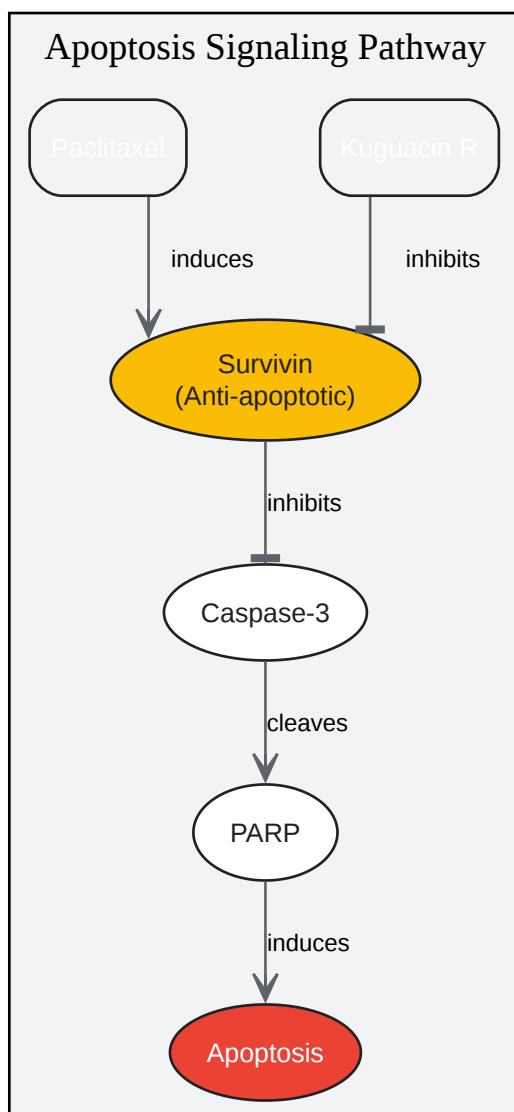 Apoptosis Signaling Pathway
Paclitaxel
Kuguacin R
induces
inhibits
Survivin
(Anti-apoptotic)
inhibits
Caspase-3
cleaves
PARP
induces
Apoptosis